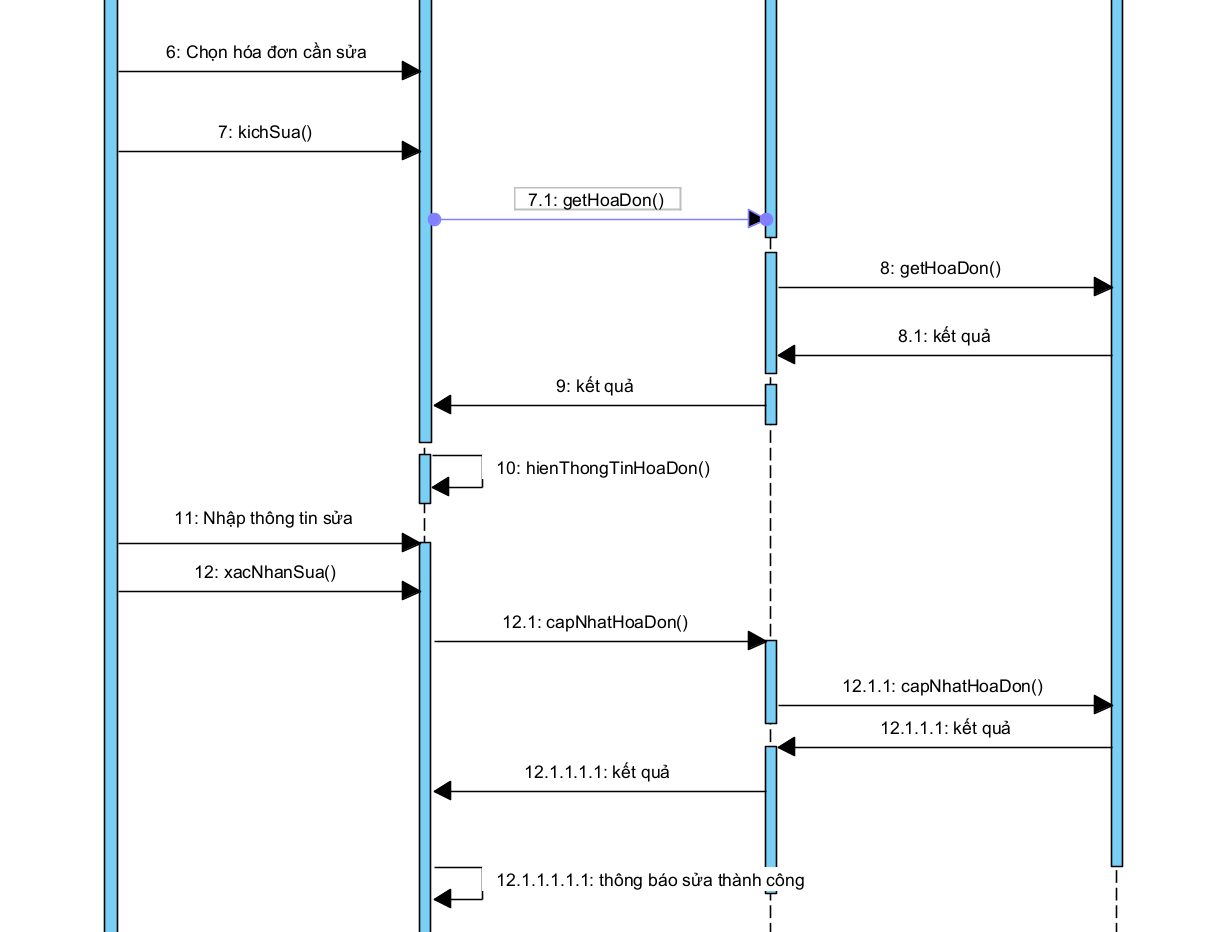 6: Chọn hóa đơn cần sửa
7: kichSua()
7.1: getHoaDon()
8: getHoaDon()
8.1: kết quả
9: kết quả
10: hienThongTinHoaDon()
11: Nhập thông tin sửa
12: xacNhanSua()
12.1: capNhatHoaDon()
12.1.1: capNhatHoaDon()
12.1.1.1: kết quả
12.1.1.1.1: kết quả
12.1.1.1.1.1: thông báo sửa thành công